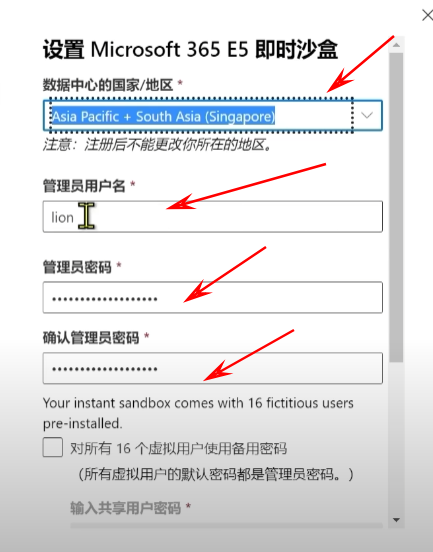 设置 Microsoft 365 E5 即时沙盒
数据中心的国家/地区 *
Asia Pacific + South Asia (Singapore)
注意：注册后不能更改你所在的地区。
管理员用户名 *
lion
管理员密码 *
•••••••••••••••••••
确认管理员密码 *
•••••••••••••••••••
Your instant sandbox comes with 16 fictitious users
pre-installed.
对所有 16 个虚拟用户使用备用密码
（所有虚拟用户的默认密码都是管理员密码。）
输入共享用户密码 *